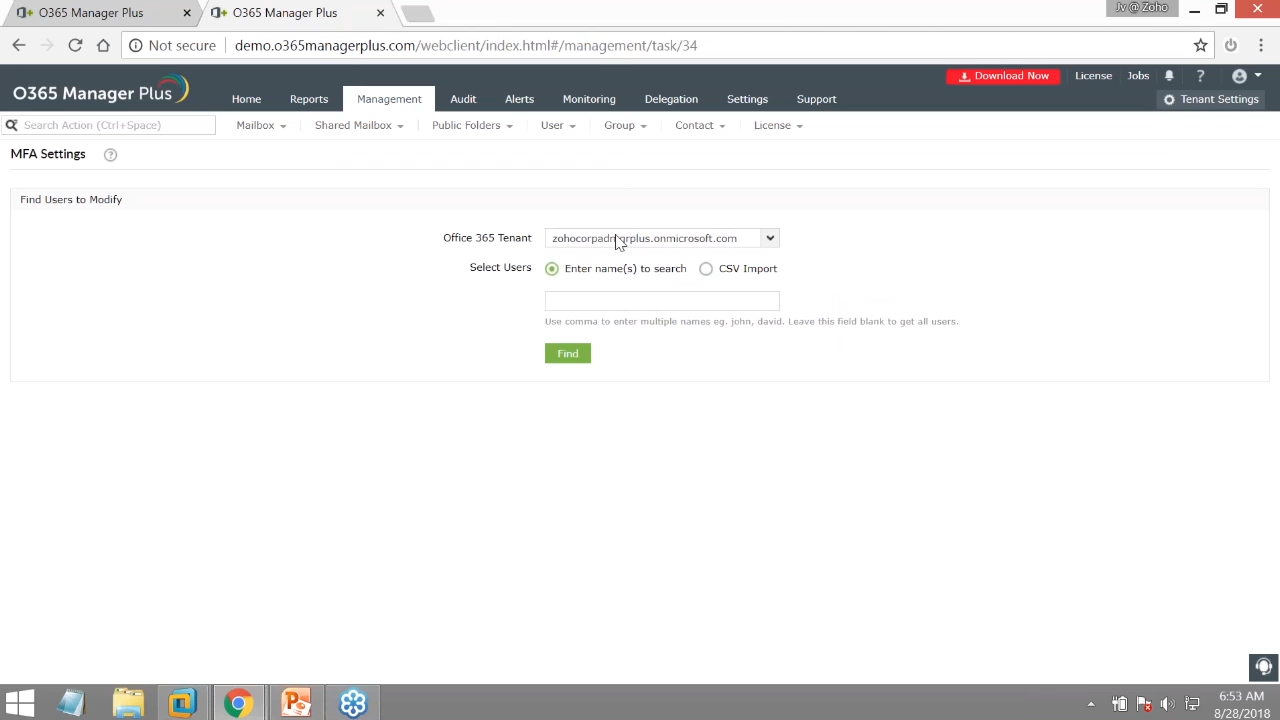 O365 Manager Plus
O365 Manager Plus
Jv @ Zoho
Not secure
demo.o365managerplus.com/webclient/index.html#/management/task/34
Download Now
License
Jobs
O365 Manager Plus
Home
Reports
Management
Audit
Alerts
Monitoring
Delegation
Settings
Support
Tenant Settings
Search Action (Ctrl+Space)
Mailbox
Shared Mailbox
Public Folders
User
Group
Contact
License
MFA Settings
Find Users to Modify
Office 365 Tenant
zohocorpadmgrplus.onmicrosoft.com
Select Users
Enter name(s) to search
CSV Import
Use comma to enter multiple names eg. john, david. Leave this field blank to get all users.
Find
6:53 AM
8/28/2018